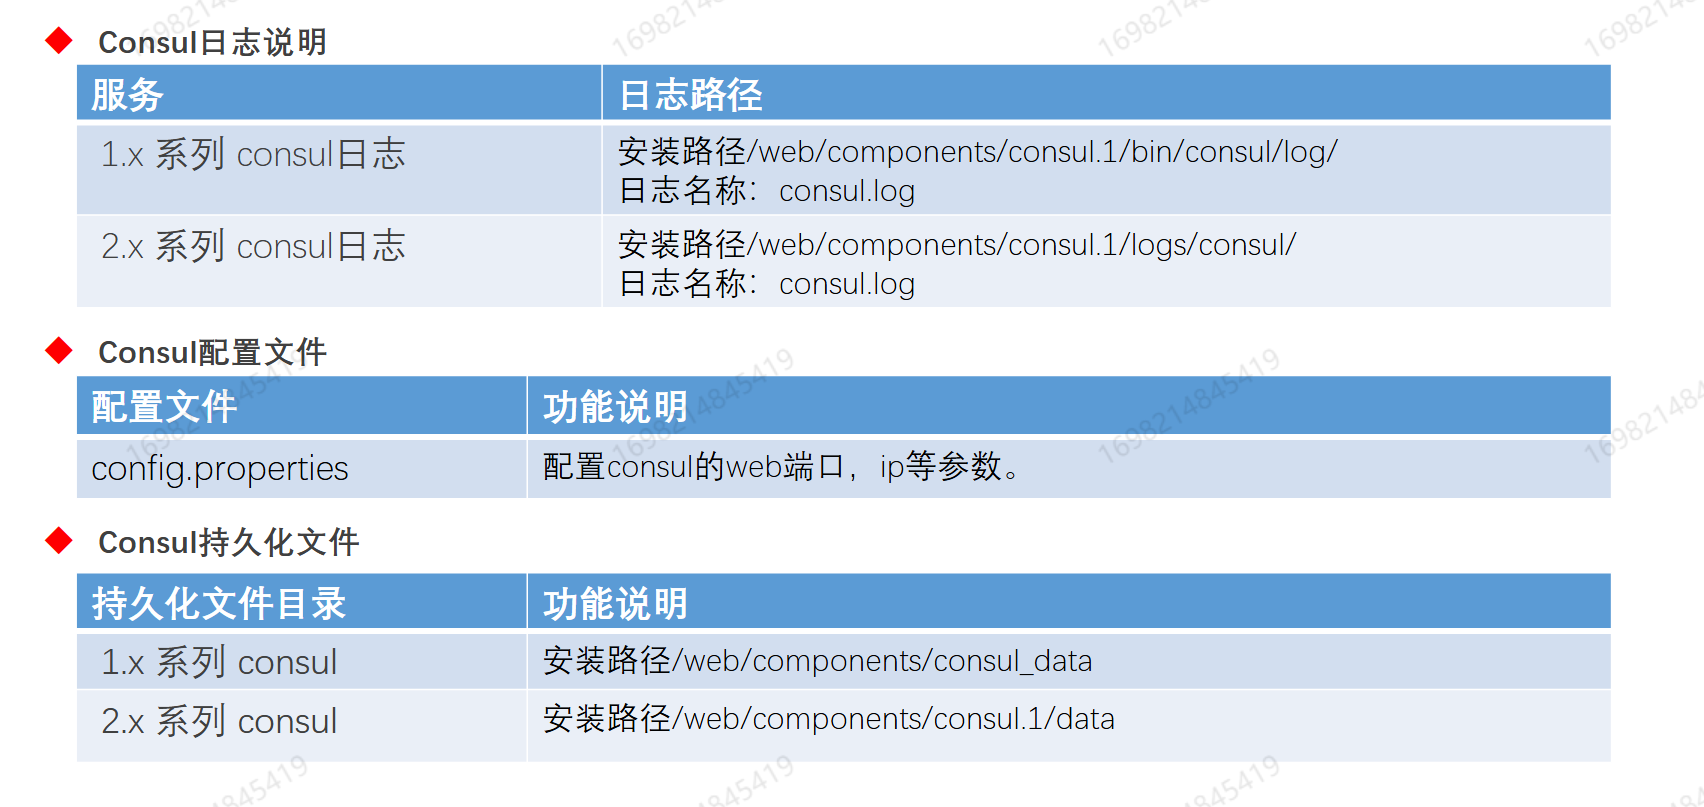 Consul日志说明
服务 日志路径
1.x 系列 consul日志 安装路径/web/components/consul.1/bin/consul/log/
日志名称：consul.log
2.x 系列 consul日志 安装路径/web/components/consul.1/logs/consul/
日志名称：consul.log
Consul配置文件
配置文件 功能说明
config.properties 配置consul的web端口，ip等参数。
Consul持久化文件
持久化文件目录 功能说明
1.x 系列 consul 安装路径/web/components/consul_data
2.x 系列 consul 安装路径/web/components/consul.1/data
1698214845419